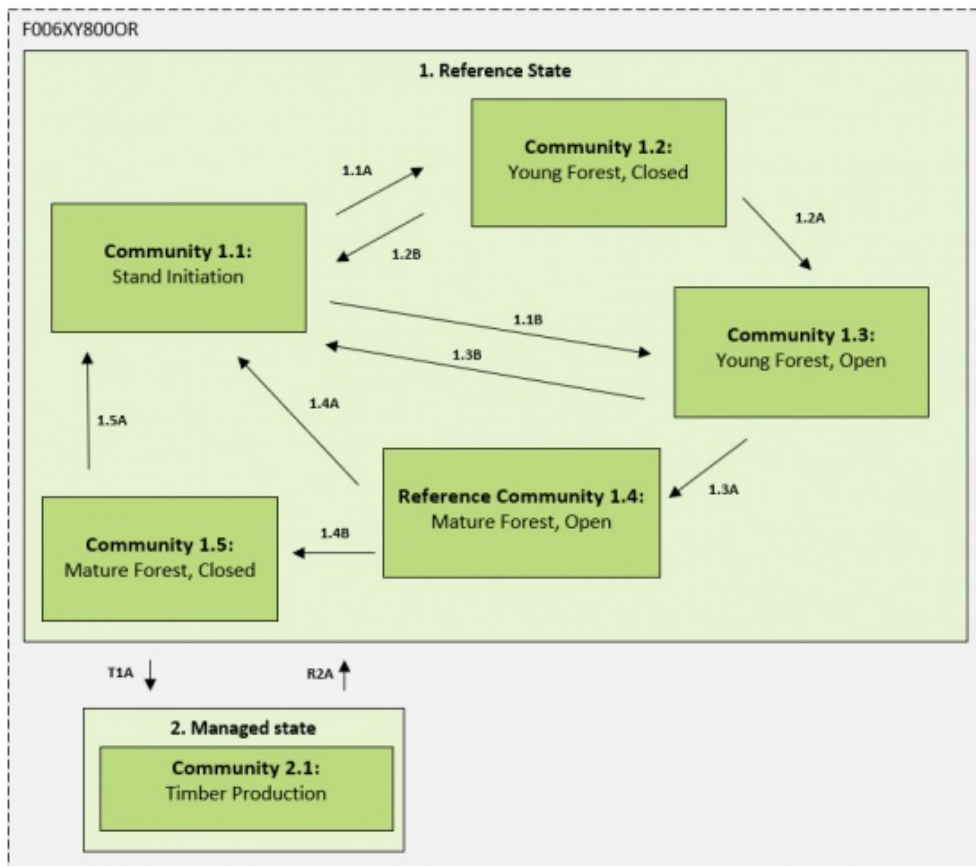 F006XY800OR
1. Reference State
Community 1.2:
Young Forest, Closed
1.1A
1.2A
1.2B
Community 1.1:
Stand Initiation
1.1B
1.3B
Community 1.3:
Young Forest, Open
1.4A
1.5A
1.3A
Reference Community 1.4:
Mature Forest, Open
1.4B
Community 1.5:
Mature Forest, Closed
T1A
R2A
2. Managed state
Community 2.1:
Timber Production